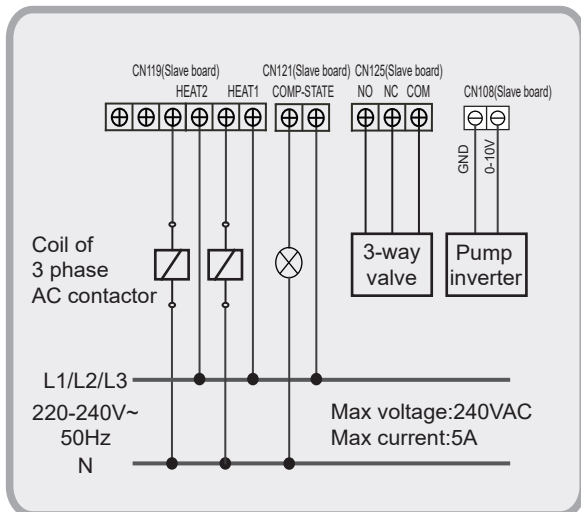 CN119(Slave board) CN121(Slave board) CN125(Slave board)
HEAT2 HEAT1 COMP-STATE NO NC COM CN108(Slave board)
GND
0-10V
Coil of
3 phase
AC contactor
3-way
valve
Pump
inverter
L1/L2/L3
220-240V~
50Hz
N
Max voltage:240VAC
Max current:5A